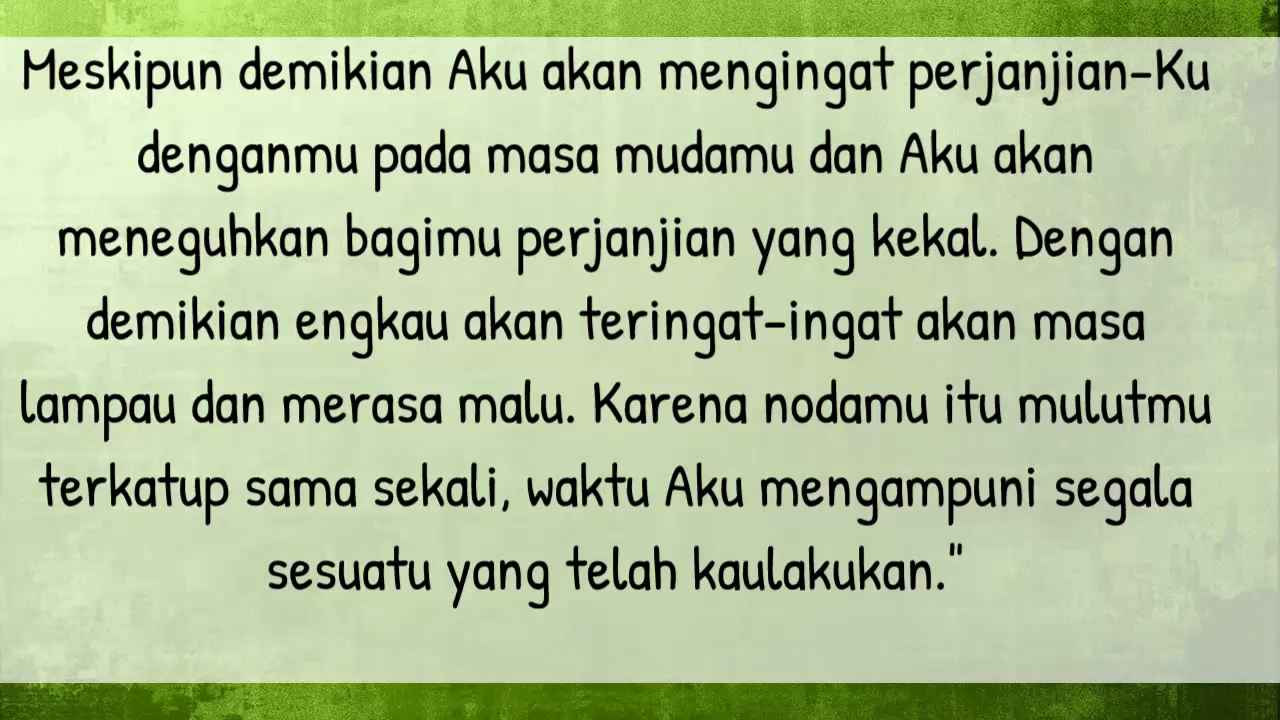 Meskipun demikian Aku akan mengingat perjanjian-Ku
denganmu pada masa mudamu dan Aku akan
meneguhkan bagimu perjanjian yang kekal. Dengan
demikian engkau akan teringat-ingat akan masa
lampau dan merasa malu. Karena nodamu itu mulutmu
terkatup sama sekali, waktu Aku mengampuni segala
sesuatu yang telah kaulakukan."